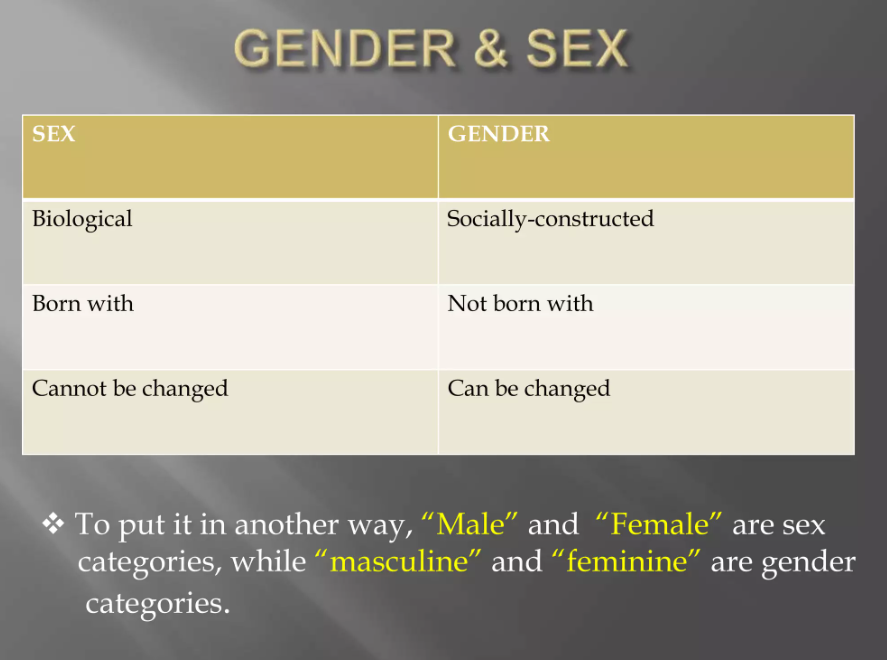 GENDER & SEX
SEX
GENDER
Biological
Socially-constructed
Born with
Not born with
Cannot be changed
Can be changed
❖ To put it in another way, “Male” and “Female” are sex
categories, while “masculine” and “feminine” are gender
categories.